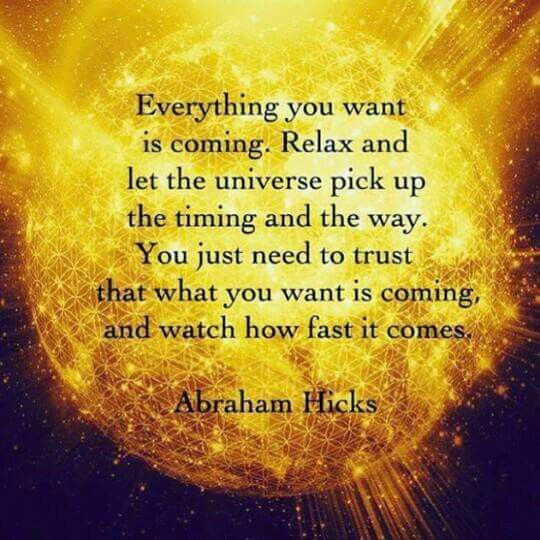 Everything you want
is coming. Relax and
let the universe pick up
the timing and the way.
You just need to trust
that what you want is coming,
and watch how fast it comes.
Abraham Hicks